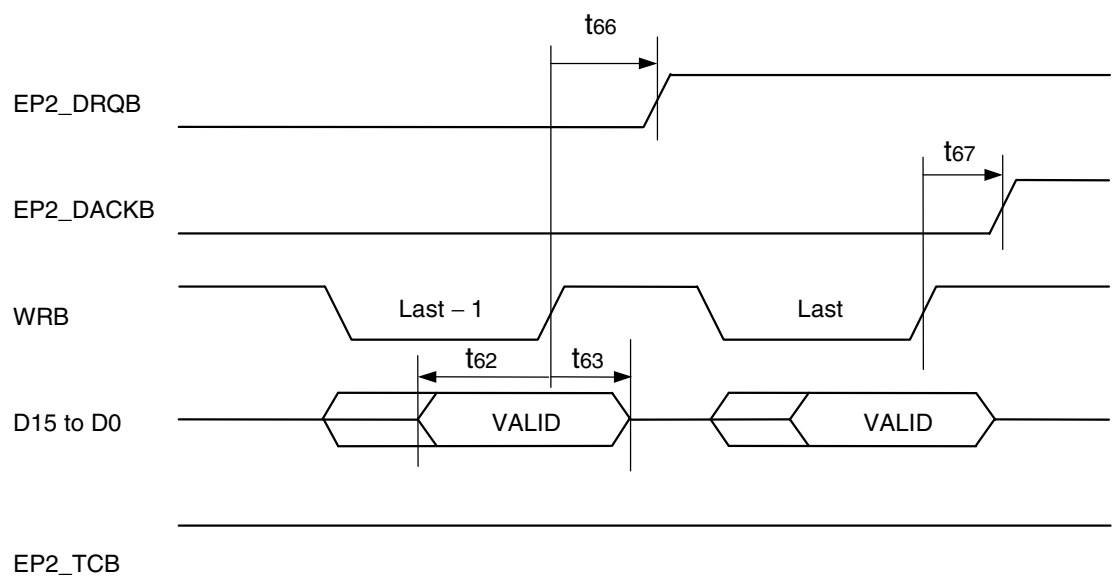 t66
EP2_DRQB
t67
EP2_DACKB
WRB
Last – 1
Last
t62
t63
D15 to D0
VALID
VALID
EP2_TCB